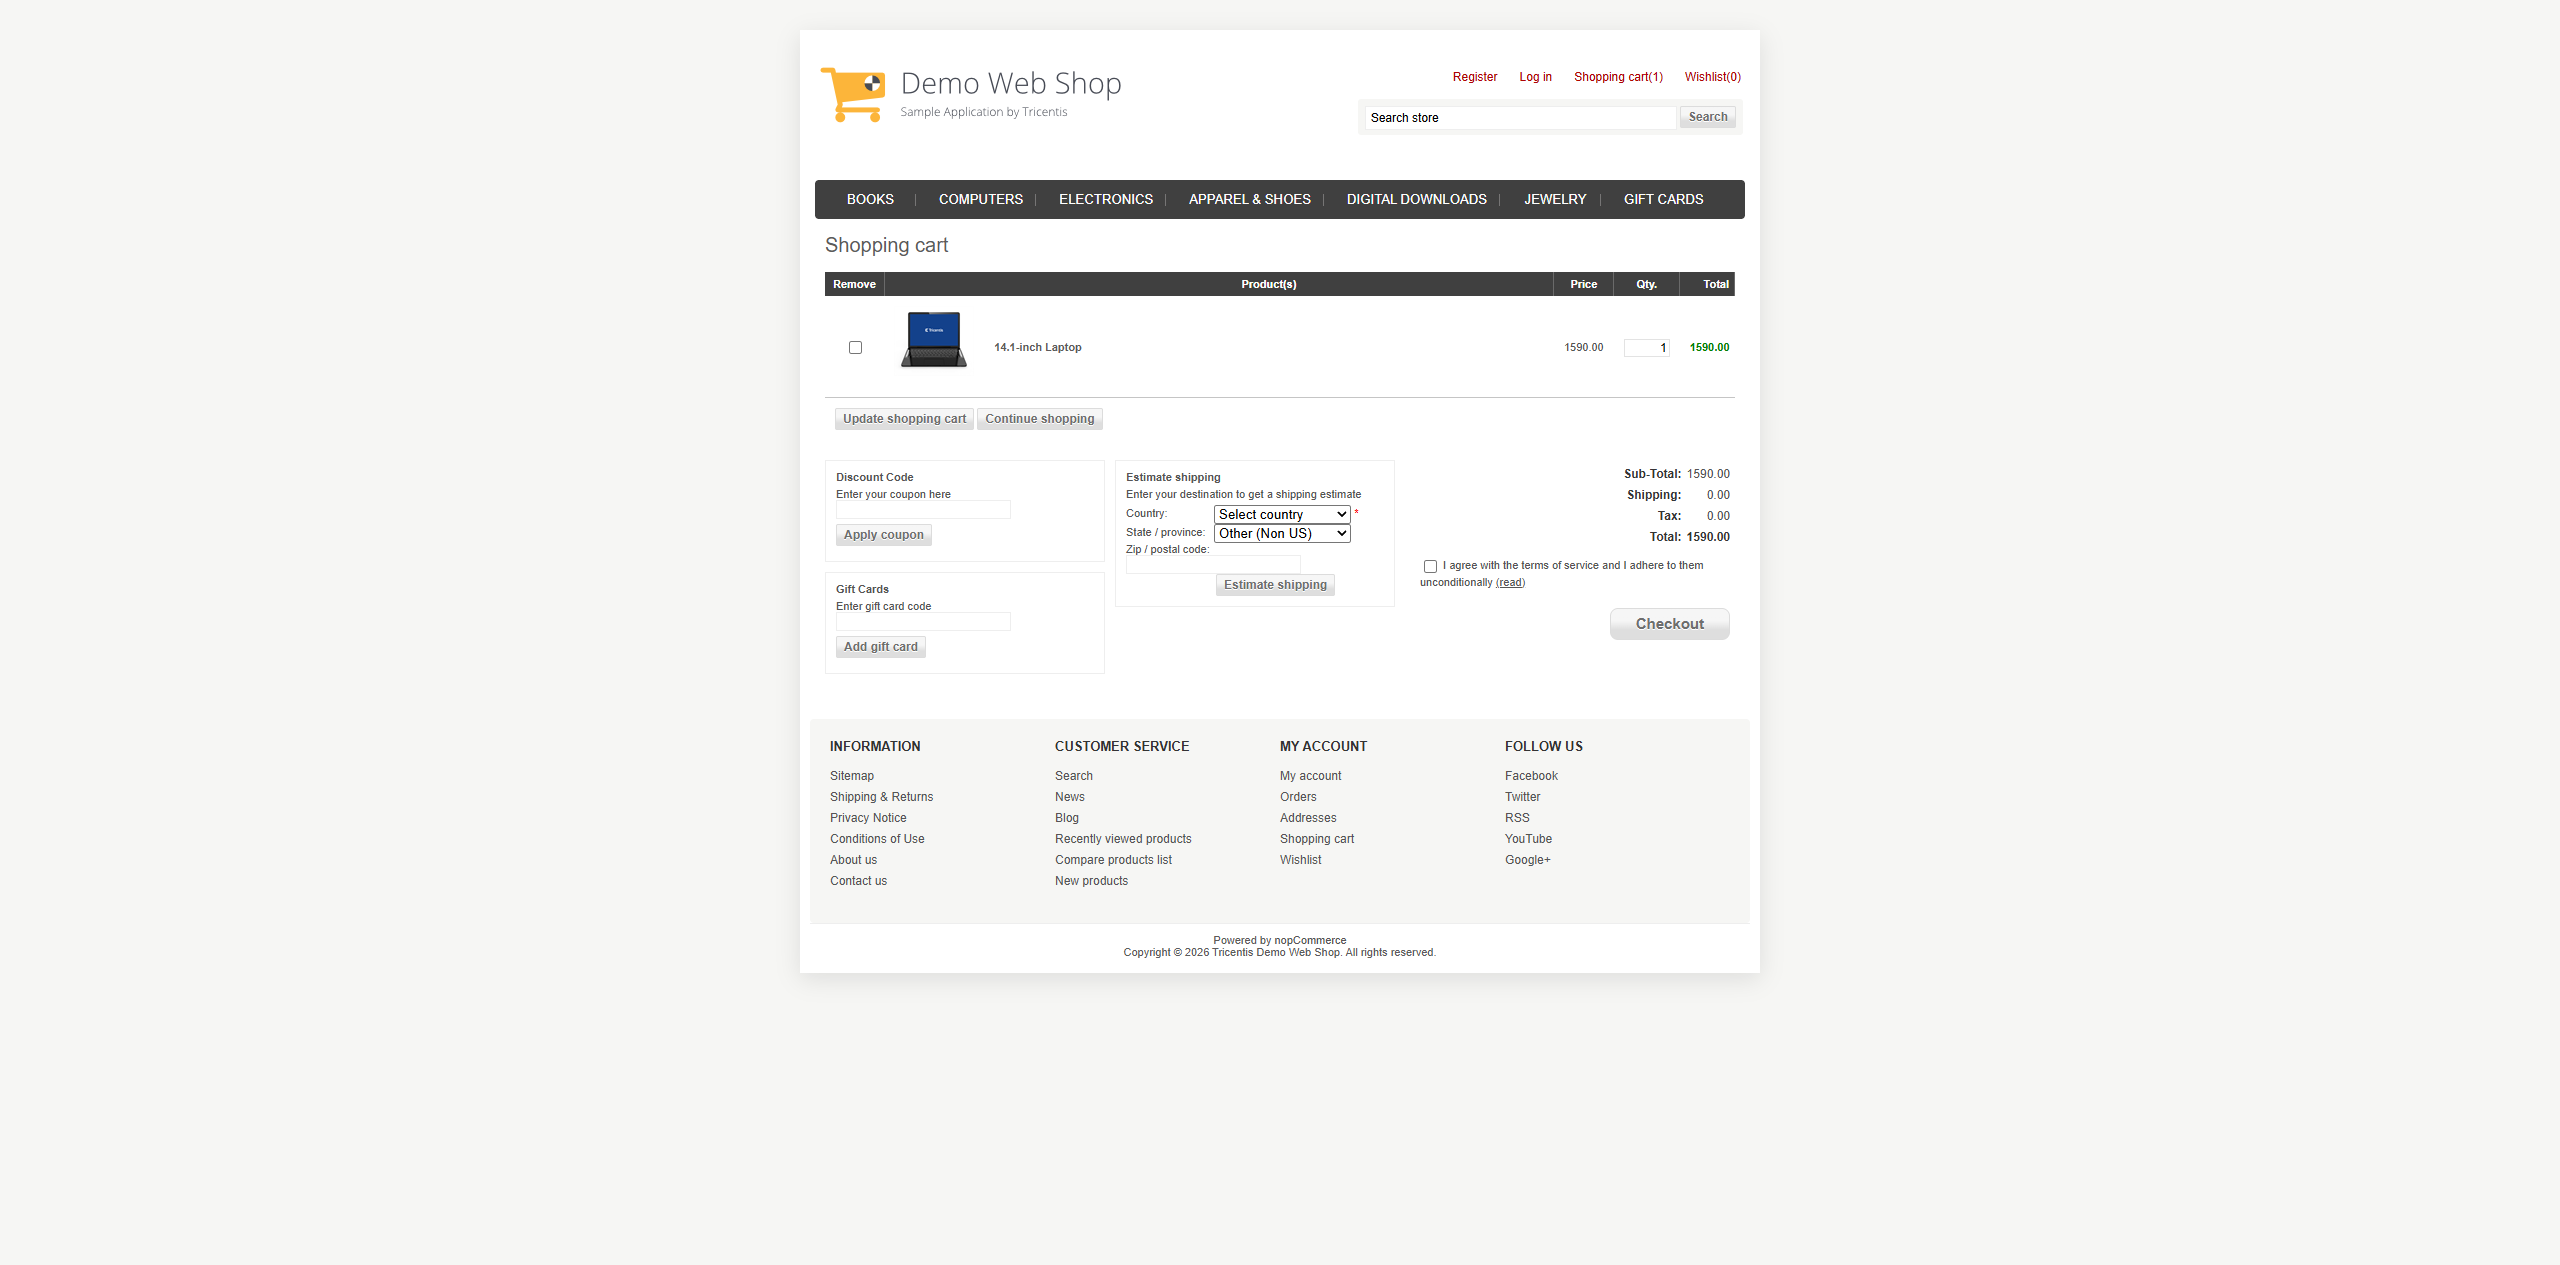 Demo Web Shop
Sample Application by Tricentis
Register Log in Shopping cart(1) Wishlist(0)
Search store Search
BOOKS COMPUTERS ELECTRONICS APPAREL & SHOES DIGITAL DOWNLOADS JEWELRY GIFT CARDS
Shopping cart
Remove Product(s) Price Qty. Total
Tricentis
14.1-inch Laptop 1590.00 1 1590.00
Update shopping cart Continue shopping
Discount Code
Enter your coupon here
Apply coupon
Gift Cards
Enter gift card code
Add gift card
Estimate shipping
Enter your destination to get a shipping estimate
Country: Select country *
State / province: Other (Non US)
Zip / postal code:
Estimate shipping
Sub-Total: 1590.00
Shipping: 0.00
Tax: 0.00
Total: 1590.00
I agree with the terms of service and I adhere to them
unconditionally (read)
Checkout
INFORMATION
Sitemap
Shipping & Returns
Privacy Notice
Conditions of Use
About us
Contact us
CUSTOMER SERVICE
Search
News
Blog
Recently viewed products
Compare products list
New products
MY ACCOUNT
My account
Orders
Addresses
Shopping cart
Wishlist
FOLLOW US
Facebook
Twitter
RSS
YouTube
Google+
Powered by nopCommerce
Copyright © 2026 Tricentis Demo Web Shop. All rights reserved.